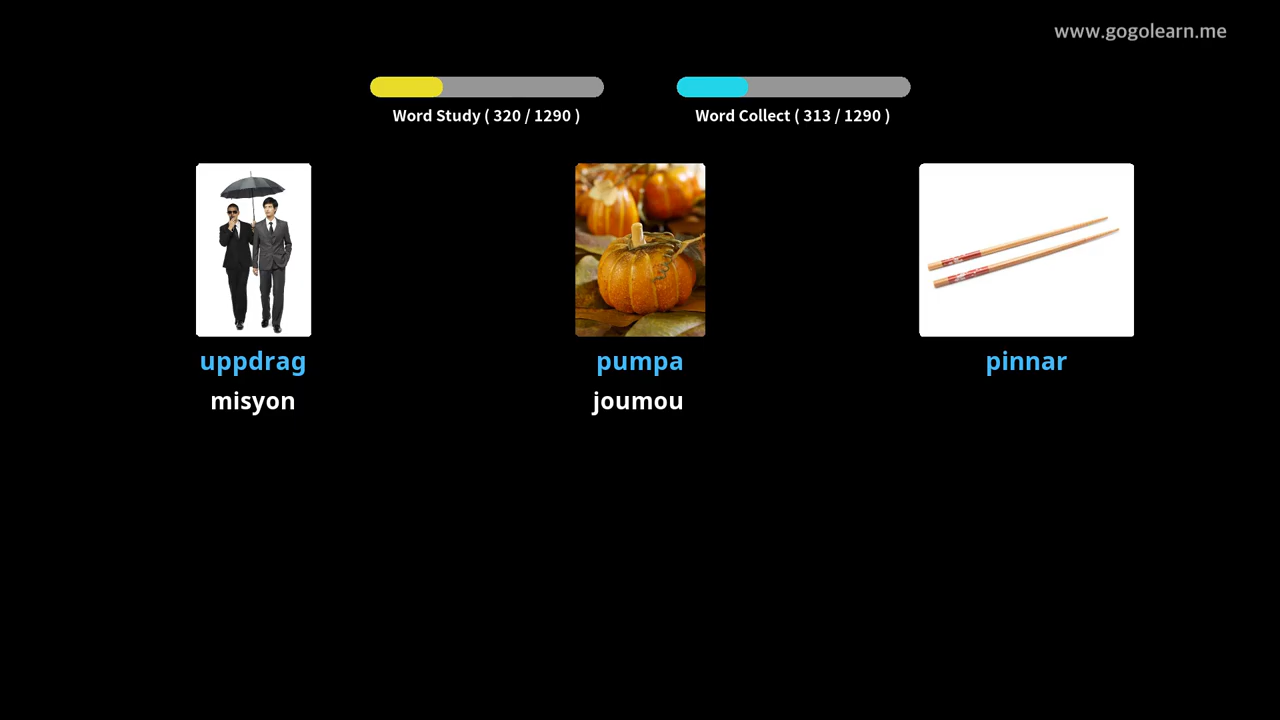 www.gogolearn.me
Word Study ( 320 / 1290 )
Word Collect ( 313 / 1290 )
uppdrag
misyon
pumpa
joumou
pinnar